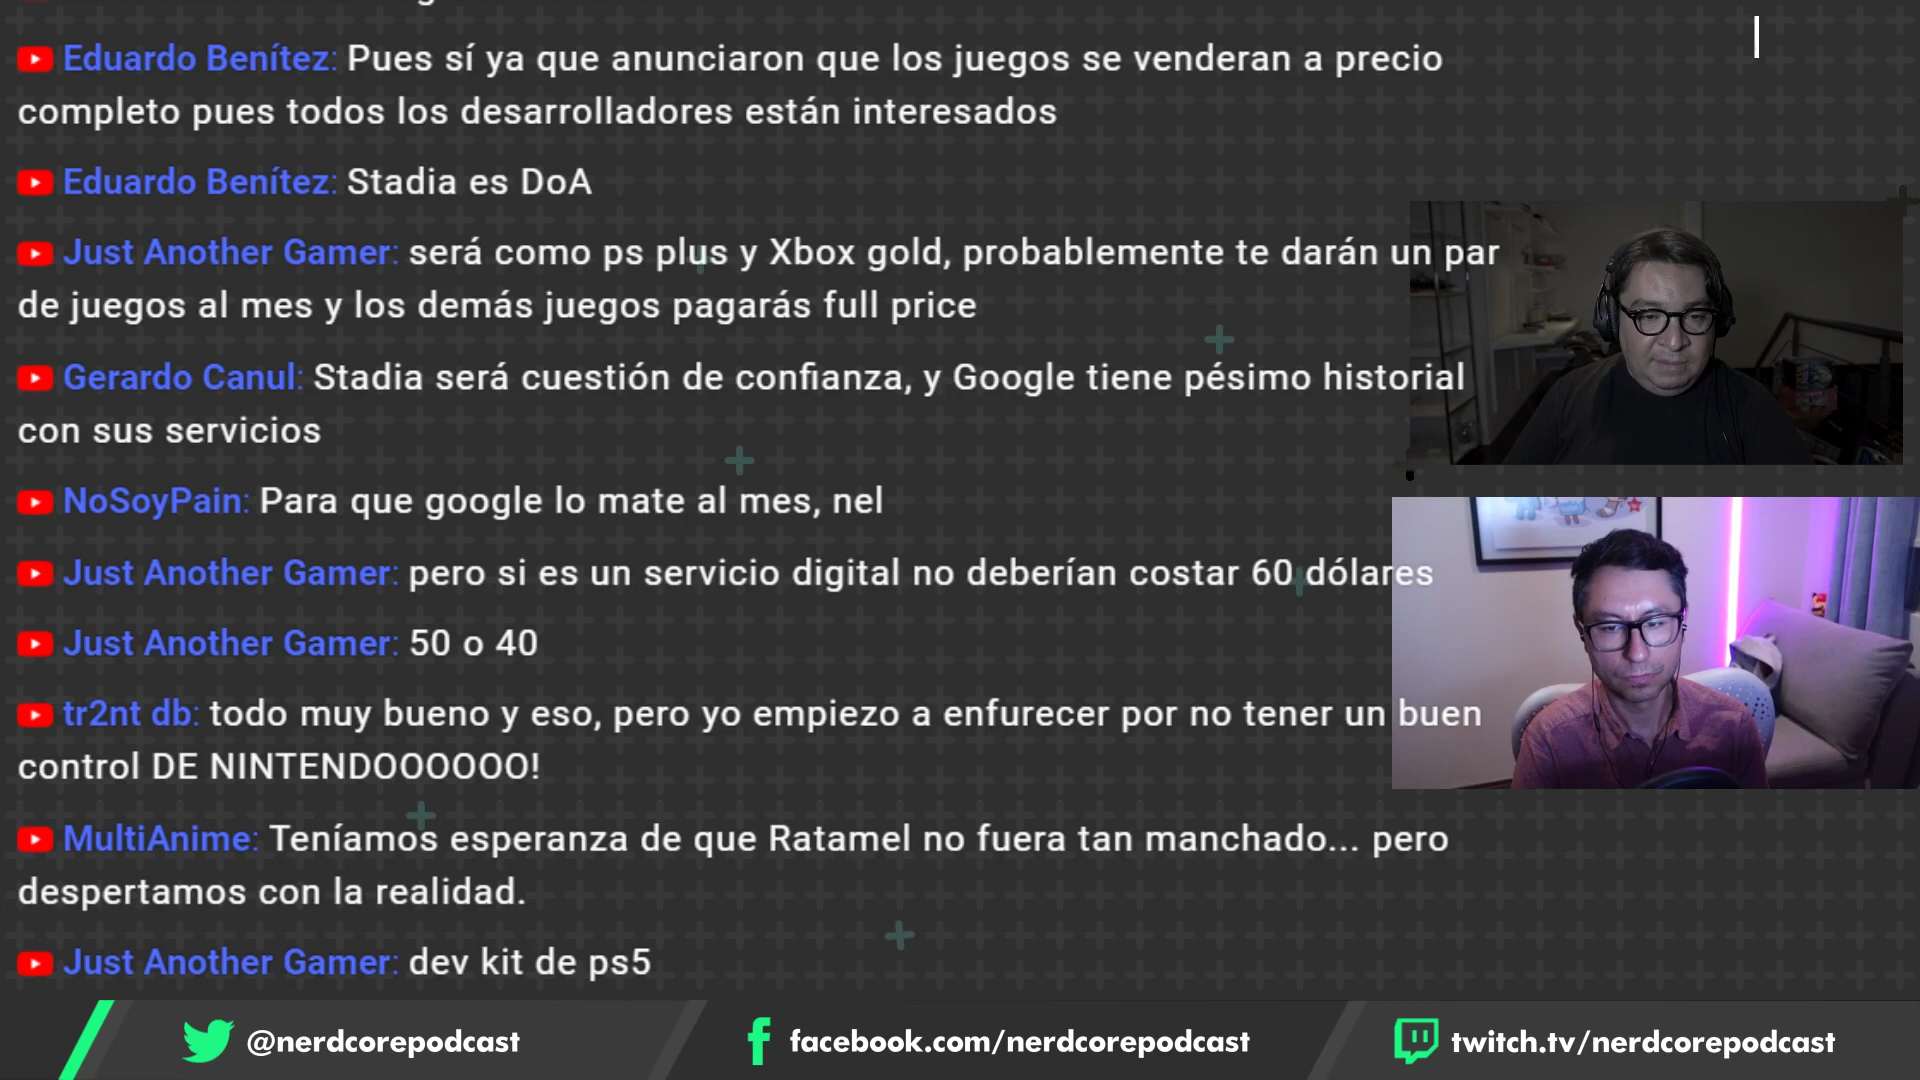 Eduardo Benítez: Pues sí ya que anunciaron que los juegos se venderan a precio
completo pues todos los desarrolladores están interesados
Eduardo Benítez: Stadia es DoA
Just Another Gamer: será como ps plus y Xbox gold, probablemente te darán un par
de juegos al mes y los demás juegos pagarás full price
Gerardo Canul: Stadia será cuestión de confianza, y Google tiene pésimo historial
con sus servicios
NoSoyPain: Para que google lo mate al mes, nel
Just Another Gamer: pero si es un servicio digital no deberían costar 60 dólares
Just Another Gamer: 50 o 40
tr2nt db: todo muy bueno y eso, pero yo empiezo a enfurecer por no tener un buen
control DE NINTENDOOOOOO!
MultiAnime: Teníamos esperanza de que Ratamel no fuera tan manchado... pero
despertamos con la realidad.
Just Another Gamer: dev kit de ps5
@nerdcorepodcast
facebook.com/nerdcorepodcast
twitch.tv/nerdcorepodcast